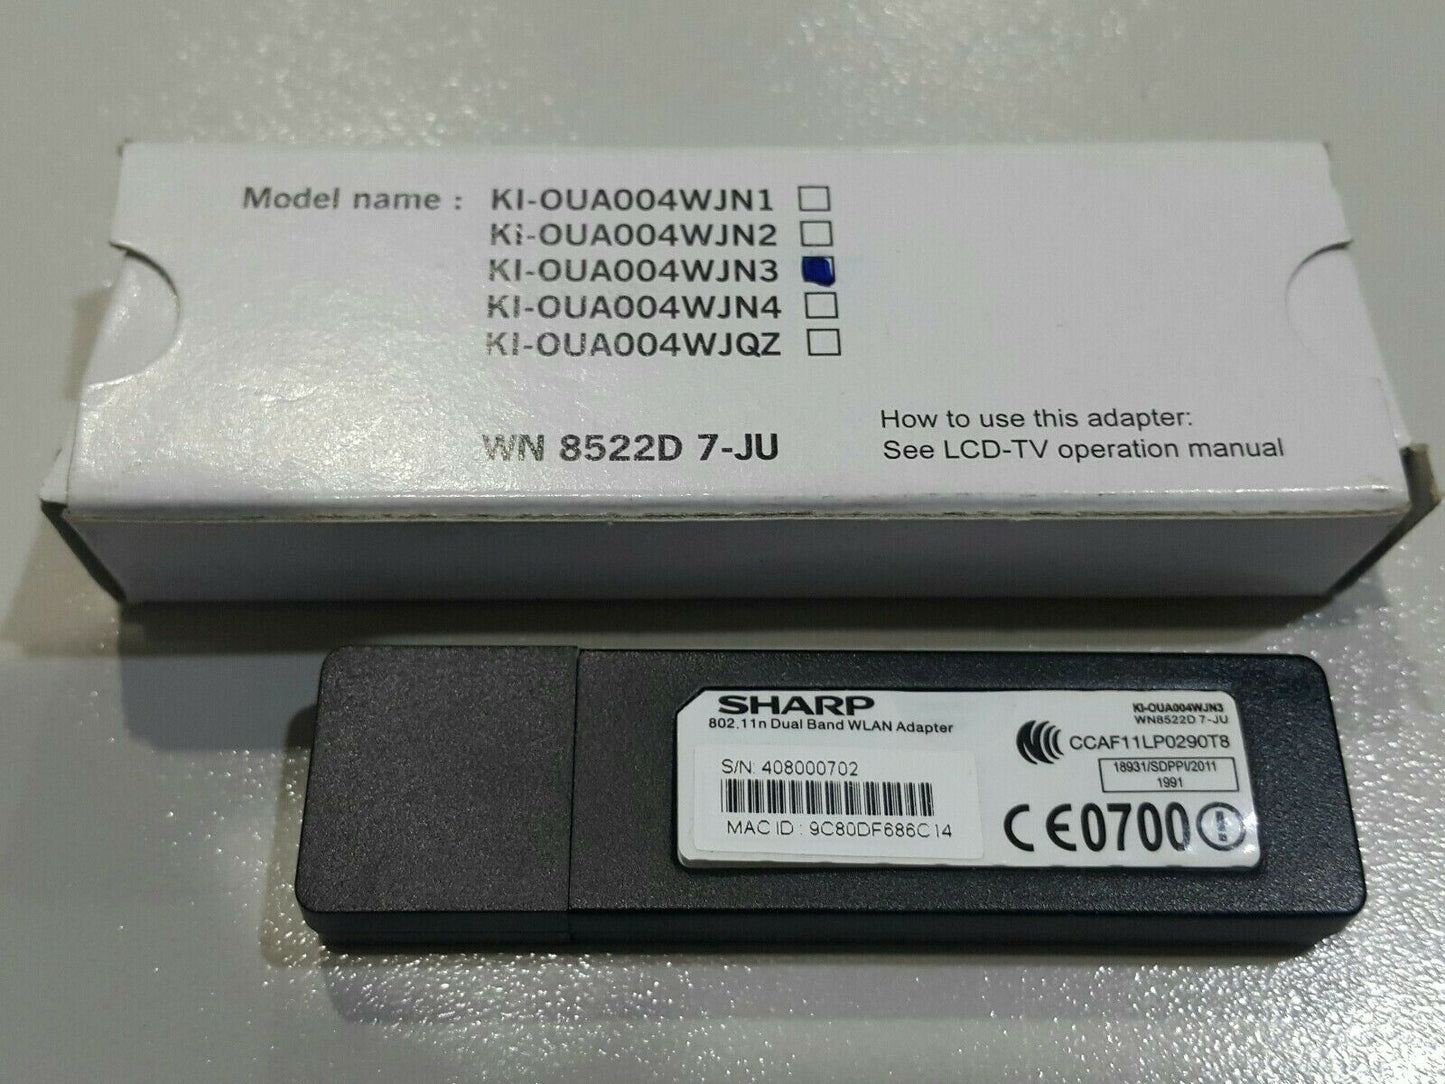 Model name : KI-OUA004WJN1
KI-OUA004WJN2
KI-OUA004WJN3
KI-OUA004WJN4
KI-OUA004WJQZ
WN 8522D 7-JU
How to use this adapter:
See LCD-TV operation manual
SHARP
802.11n Dual Band WLAN Adapter
S/N: 408000702
MAC ID : 9C80DF686C14
KI-OUA004WJN3
WN8522D 7-JU
CCAF11LP0290T8
18931/SDPPI/2011
1991
CE0700